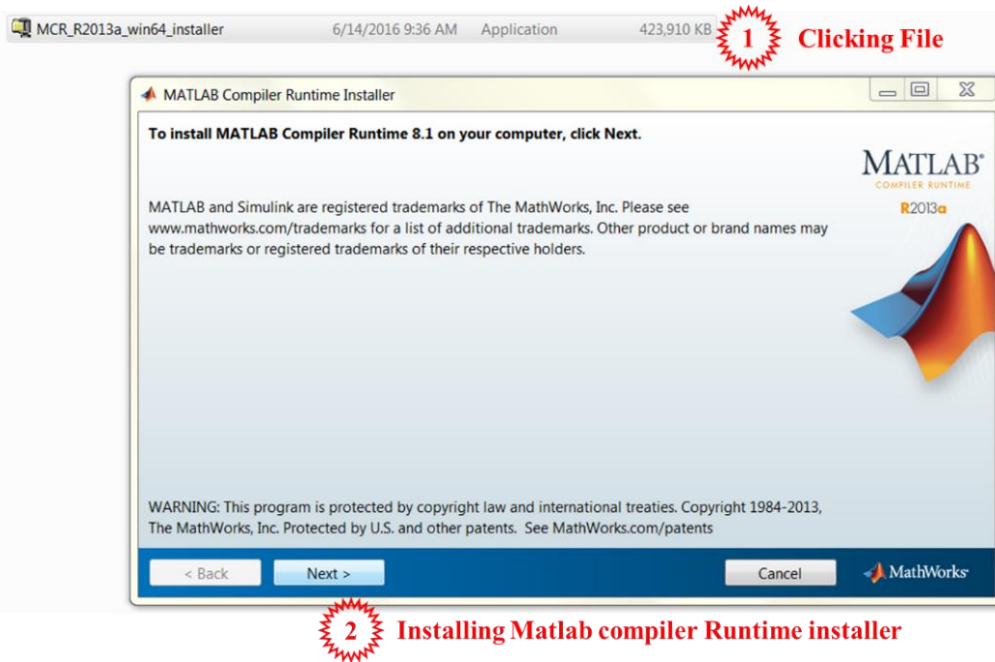 MCR_R2013a_win64_installer 6/14/2016 9:36 AM Application 423,910 KB
1 Clicking File
MATLAB Compiler Runtime Installer
To install MATLAB Compiler Runtime 8.1 on your computer, click Next.
MATLAB®
COMPILER RUNTIME
R2013a
MATLAB and Simulink are registered trademarks of The MathWorks, Inc. Please see
www.mathworks.com/trademarks for a list of additional trademarks. Other product or brand names may
be trademarks or registered trademarks of their respective holders.
WARNING: This program is protected by copyright law and international treaties. Copyright 1984-2013,
The MathWorks, Inc. Protected by U.S. and other patents. See MathWorks.com/patents
< Back Next > Cancel MathWorks®
2 Installing Matlab compiler Runtime installer